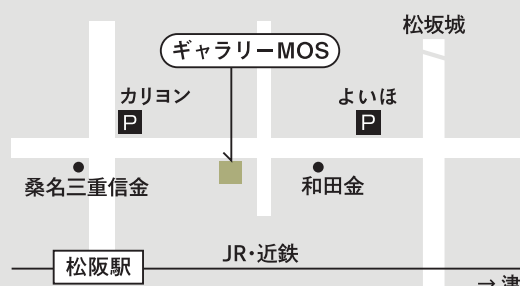 松坂城
ギャラリーMOS
カリヨン
P
よいほ
P
桑名三重信金
和田金
JR・近鉄
松阪駅
→ 津